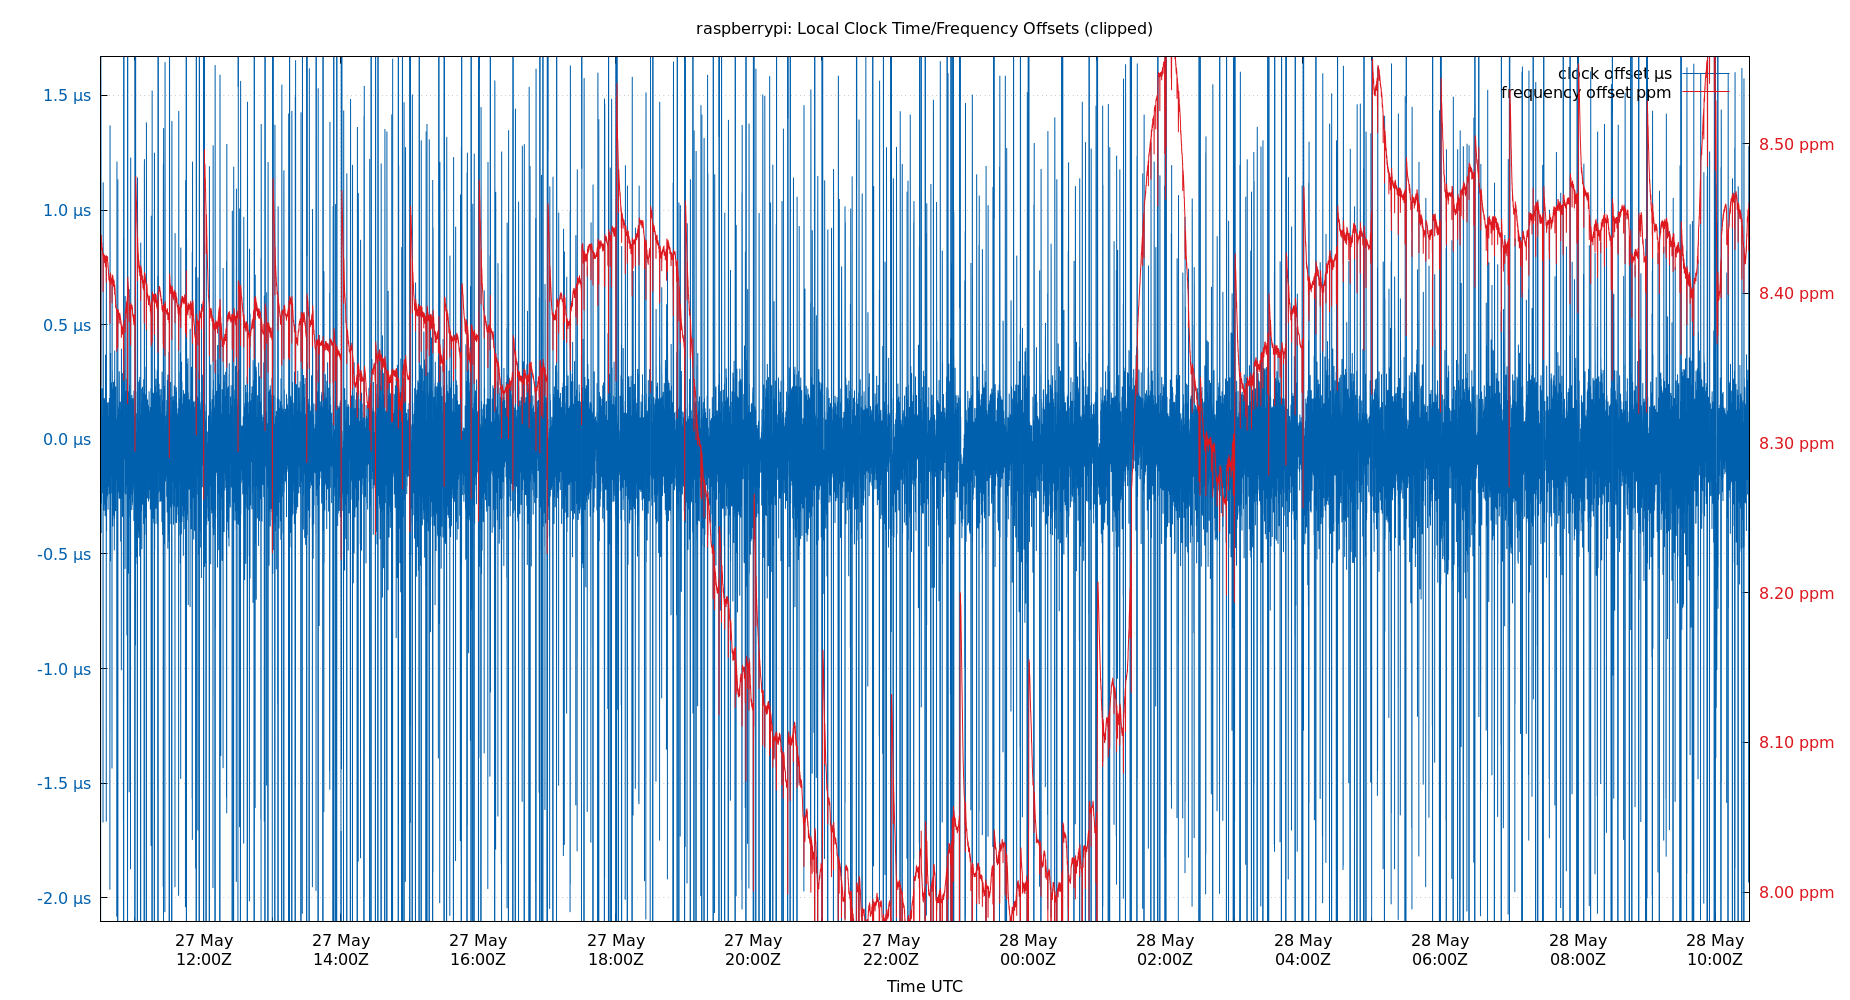 raspberrypi: Local Clock Time/Frequency Offsets (clipped)
clock offset µs
frequency offset ppm
1.5 µs
1.0 µs
0.5 µs
0.0 µs
-0.5 µs
-1.0 µs
-1.5 µs
-2.0 µs
8.50 ppm
8.40 ppm
8.30 ppm
8.20 ppm
8.10 ppm
8.00 ppm
27 May 27 May 27 May 27 May 27 May 27 May 28 May 28 May 28 May 28 May 28 May 28 May
12:00Z 14:00Z 16:00Z 18:00Z 20:00Z 22:00Z 00:00Z 02:00Z 04:00Z 06:00Z 08:00Z 10:00Z
Time UTC